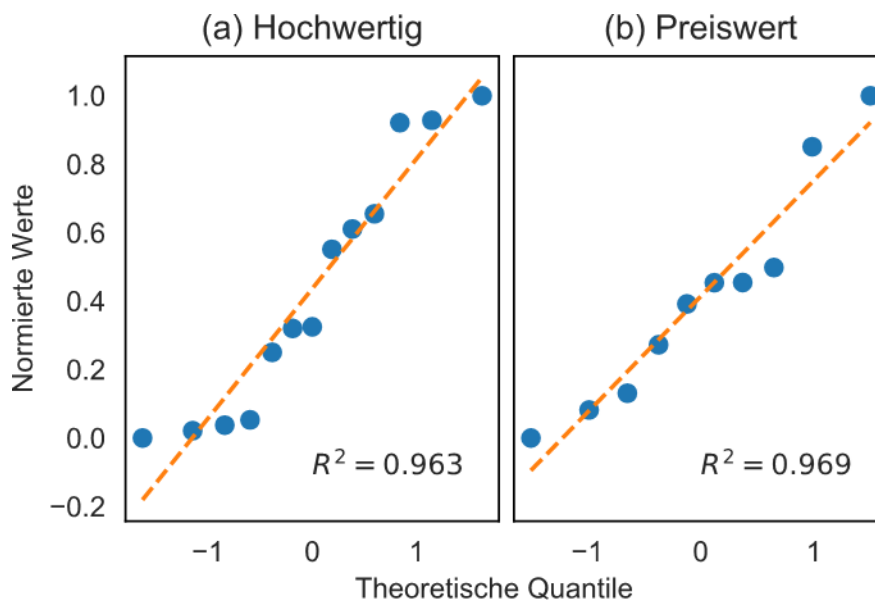 (a) Hochwertig
(b) Preiswert
Normierte Werte
1.0
0.8
0.6
0.4
0.2
0.0
−0.2
R² = 0.963
R² = 0.969
−1 0 1
−1 0 1
Theoretische Quantile